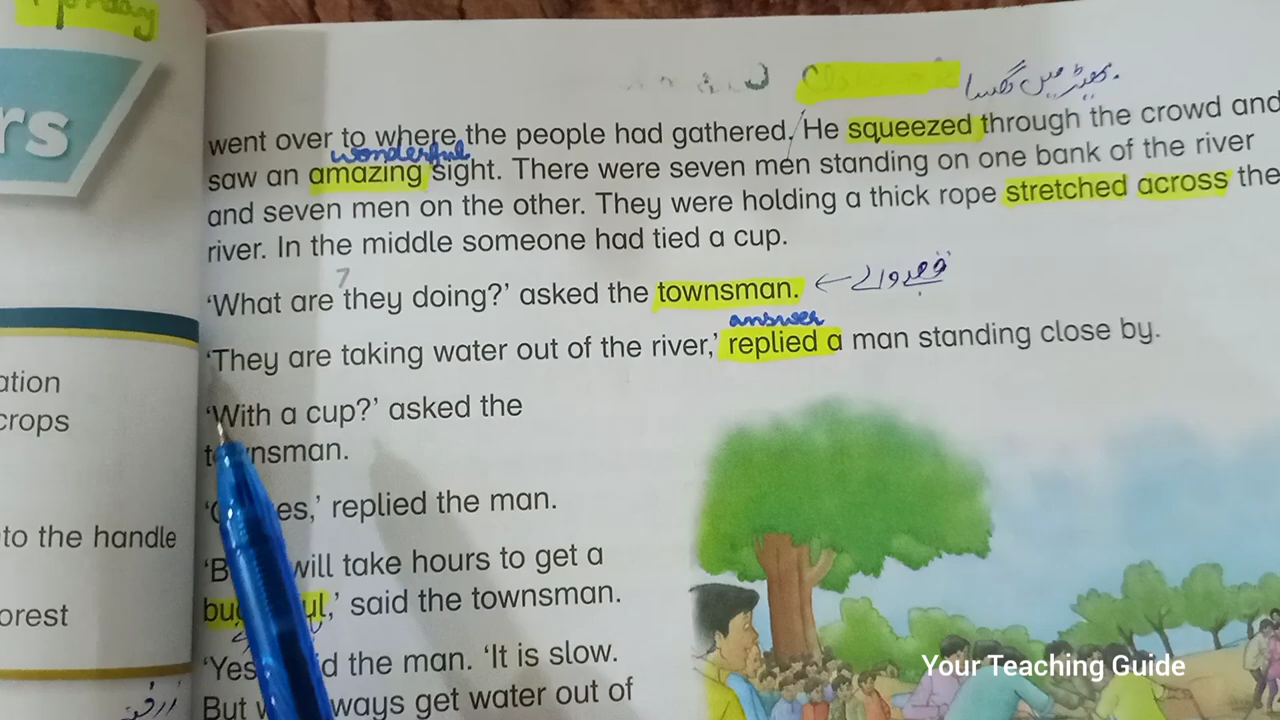 Monday
rs
بھیڑ میں گھسا
went over to where the people had gathered. He squeezed through the crowd and
wonderful
saw an amazing sight. There were seven men standing on one bank of the river
and seven men on the other. They were holding a thick rope stretched across the
river. In the middle someone had tied a cup.
7
'What are they doing?' asked the townsman. ←
answer
'They are taking water out of the river,' replied a man standing close by.
'With a cup?' asked the
townsman.
es,' replied the man.
will take hours to get a
said the townsman.
'Yes the man. 'It is slow.
But ways get water out of
ation
crops
to the handle
orest
Your Teaching Guide